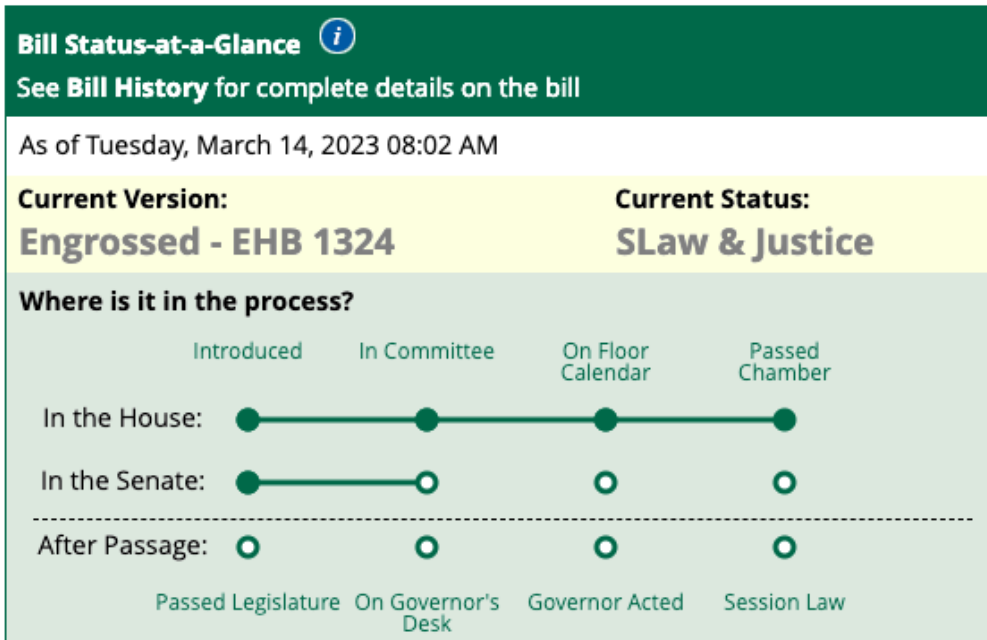 Bill Status-at-a-Glance i
See Bill History for complete details on the bill
As of Tuesday, March 14, 2023 08:02 AM
Current Version: Current Status:
Engrossed - EHB 1324 SLaw & Justice
Where is it in the process?
Introduced In Committee On Floor Calendar Passed Chamber
In the House:
In the Senate:
After Passage:
Passed Legislature On Governor's Desk Governor Acted Session Law